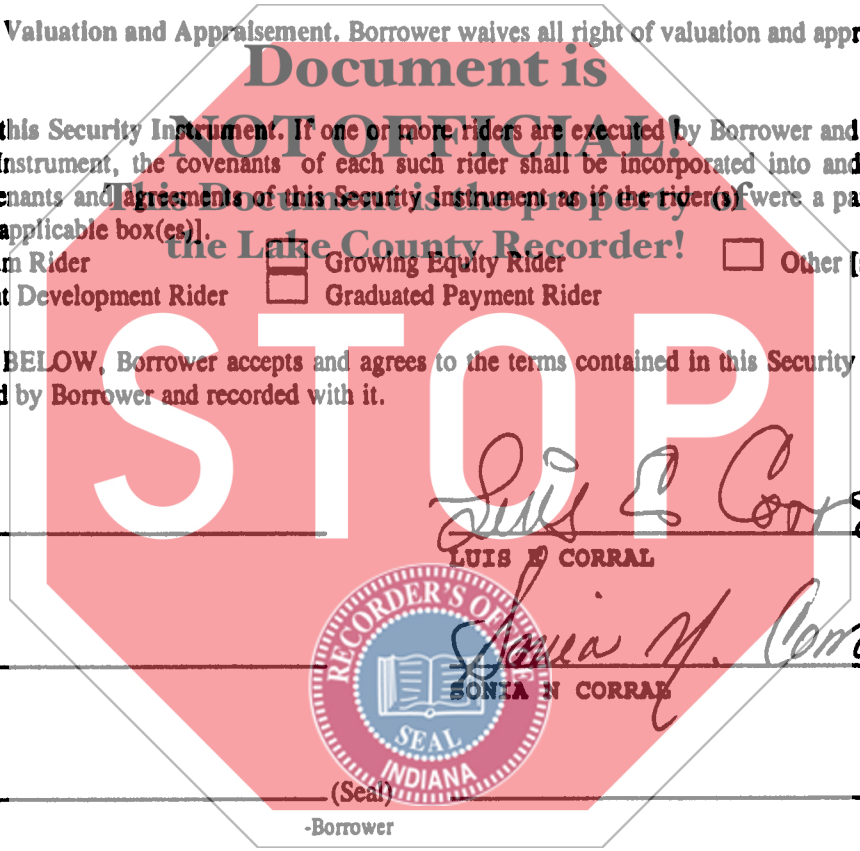 Valuation and Appraisement. Borrower waives all right of valuation and appr
Document is
this Security Instrument. If one or more riders are executed by Borrower and
NOT OFFICIAL!
Instrument, the covenants of each such rider shall be incorporated into and
enants and agreements of this Security Instrument as if the rider(s) were a pa
This Document is the property of
applicable box(es)].
the Lake County Recorder!
m Rider Growing Equity Rider Other [
t Development Rider Graduated Payment Rider
STOP
BELOW, Borrower accepts and agrees to the terms contained in this Security
d by Borrower and recorded with it.
Luis E Corr
LUIS E CORRAL
RECORDER'S OFFICE
Sonia N. Corr
SONIA N CORRAL
SEAL
INDIANA
(Seal)
-Borrower